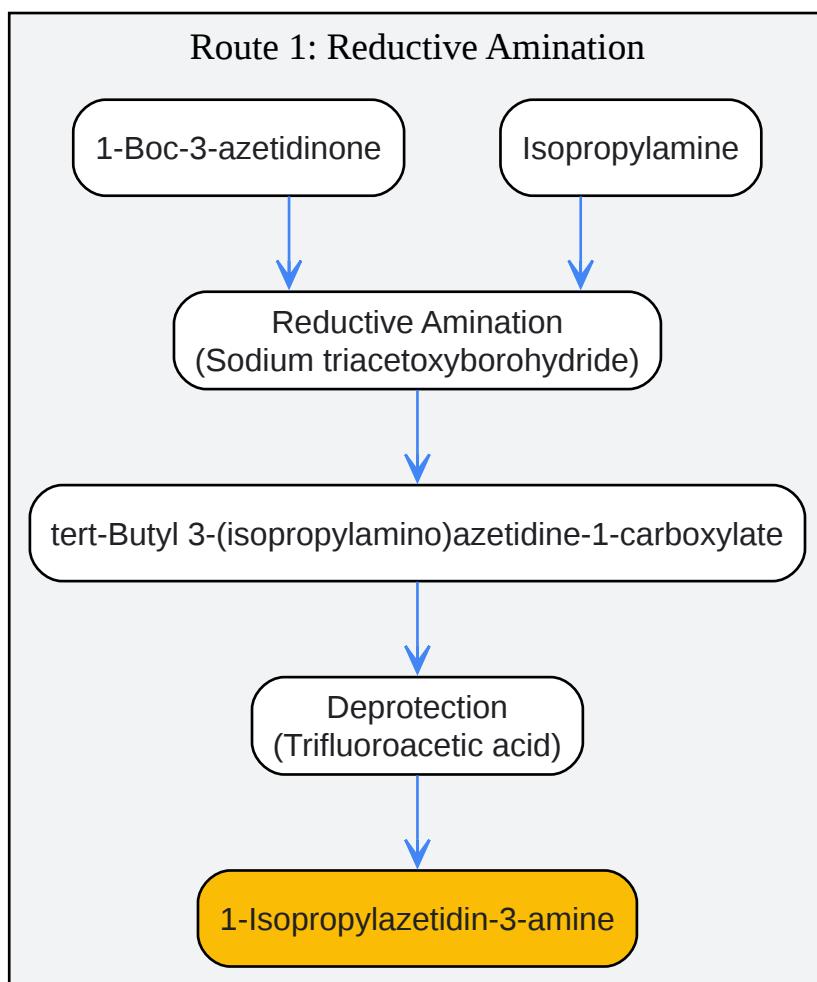 Route 1: Reductive Amination
1-Boc-3-azetidinone
Isopropylamine
Reductive Amination
(Sodium triacetoxyborohydride)
tert-Butyl 3-(isopropylamino)azetidine-1-carboxylate
Deprotection
(Trifluoroacetic acid)
1-Isopropylazetidin-3-amine